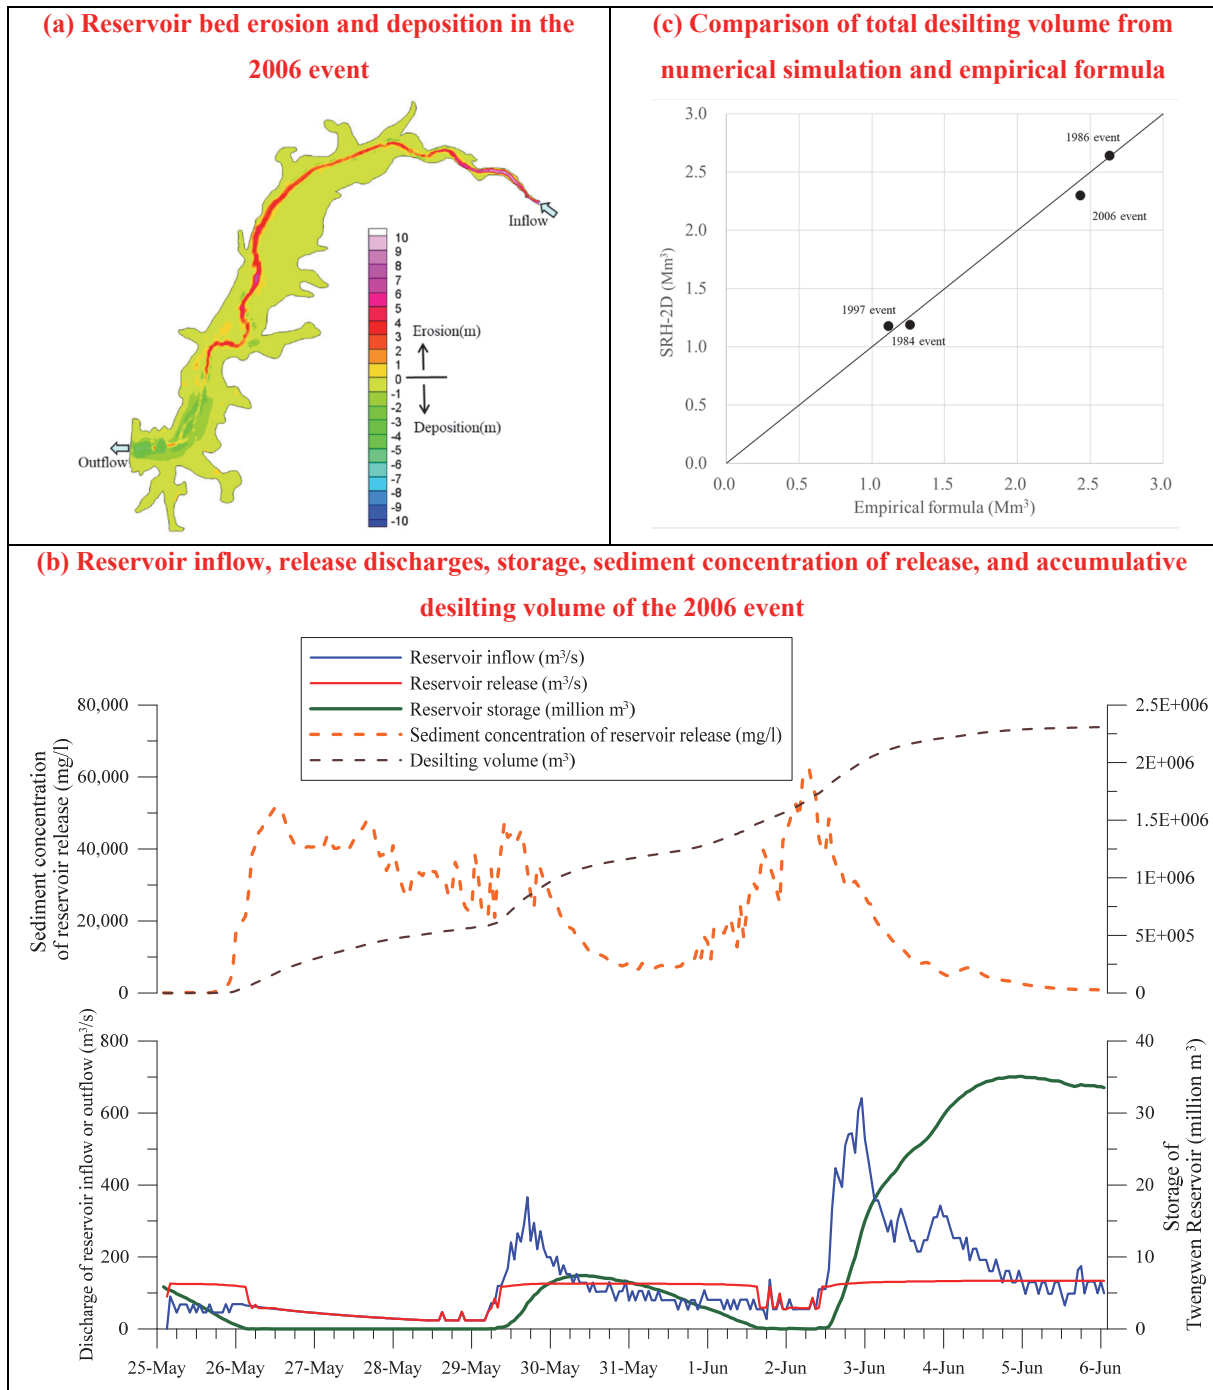 (a) Reservoir bed erosion and deposition in the
2006 event
Inflow
10
9
8
7
6
5
4
3
2
1
0
-1
-2
-3
-4
-5
-6
-7
-8
-9
-10
Erosion(m)
Deposition(m)
Outflow
(c) Comparison of total desilting volume from
numerical simulation and empirical formula
3.0
2.5
2.0
1.5
1.0
0.5
0.0
SRH-2D (Mm³)
1986 event
2006 event
1997 event
1984 event
0.0 0.5 1.0 1.5 2.0 2.5 3.0
Empirical formula (Mm³)
(b) Reservoir inflow, release discharges, storage, sediment concentration of release, and accumulative
desilting volume of the 2006 event
Reservoir inflow (m³/s)
Reservoir release (m³/s)
Reservoir storage (million m³)
Sediment concentration of reservoir release (mg/l)
Desilting volume (m³)
80,000
60,000
40,000
20,000
0
Sediment concentration
of reservoir release (mg/l)
2.5E+006
2E+006
1.5E+006
1E+006
5E+005
0
800
600
400
200
0
Discharge of reservoir inflow or outflow (m³/s)
40
30
20
10
0
Storage of
Twengwen Reservoir (million m³)
25-May 26-May 27-May 28-May 29-May 30-May 31-May 1-Jun 2-Jun 3-Jun 4-Jun 5-Jun 6-Jun